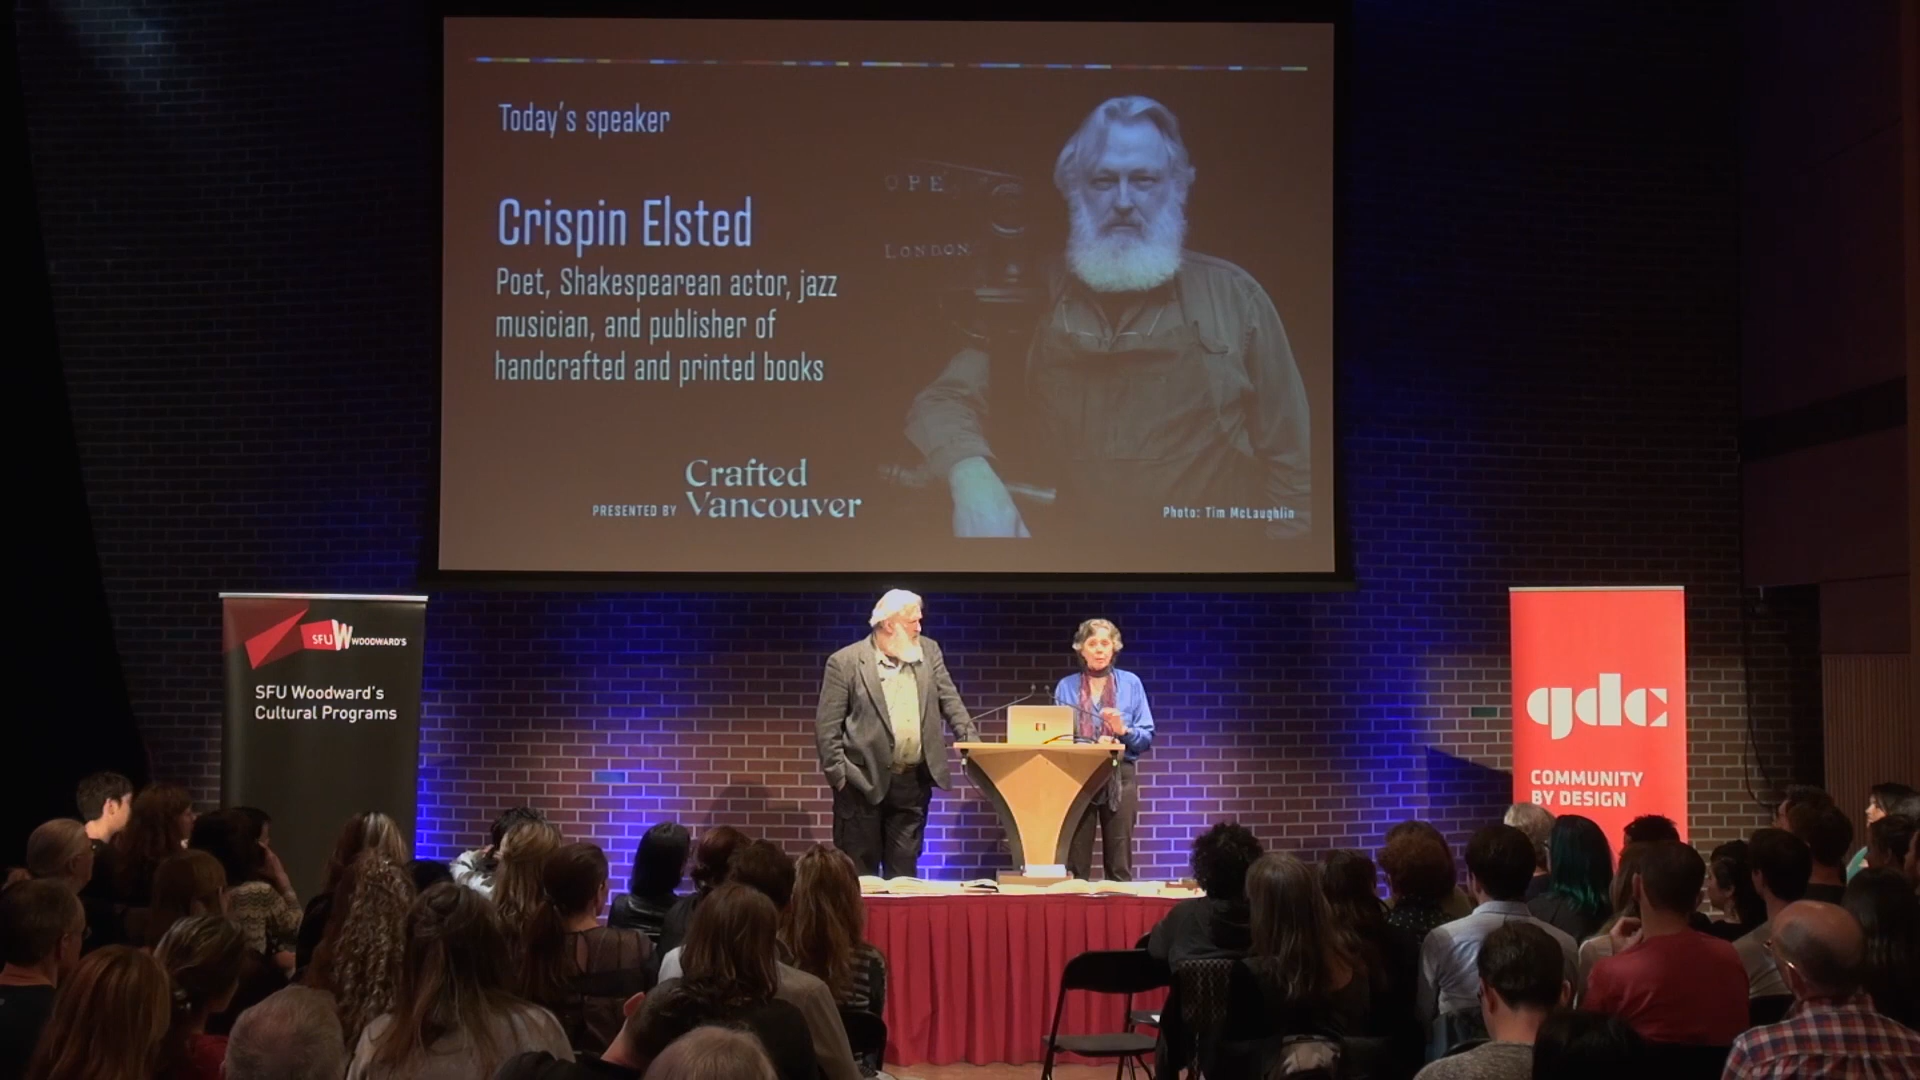 Today's speaker
OPE
LONDON
Crispin Elsted
Poet, Shakespearean actor, jazz
musician, and publisher of
handcrafted and printed books
PRESENTED BY Crafted
Vancouver
Photo: Tim McLaughlin
SFU W WOODWARD'S
SFU Woodward's
Cultural Programs
gdc
COMMUNITY
BY DESIGN